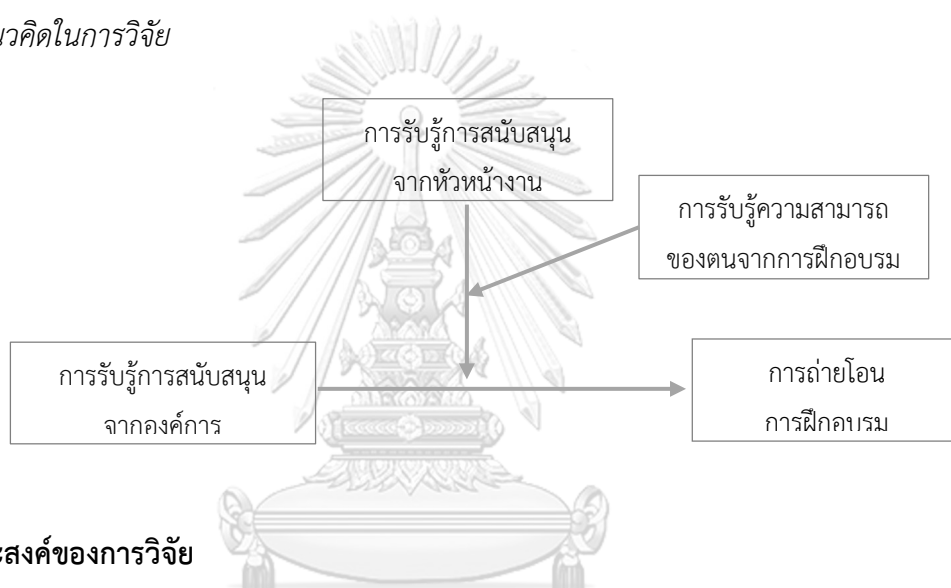 นวคิดในการวิจัย
การรับรู้การสนับสนุน
จากหัวหน้างาน
การรับรู้ความสามารถ
ของตนจากการฝึกอบรม
การรับรู้การสนับสนุน
จากองค์การ
การถ่ายโอน
การฝึกอบรม
ะสงค์ของการวิจัย